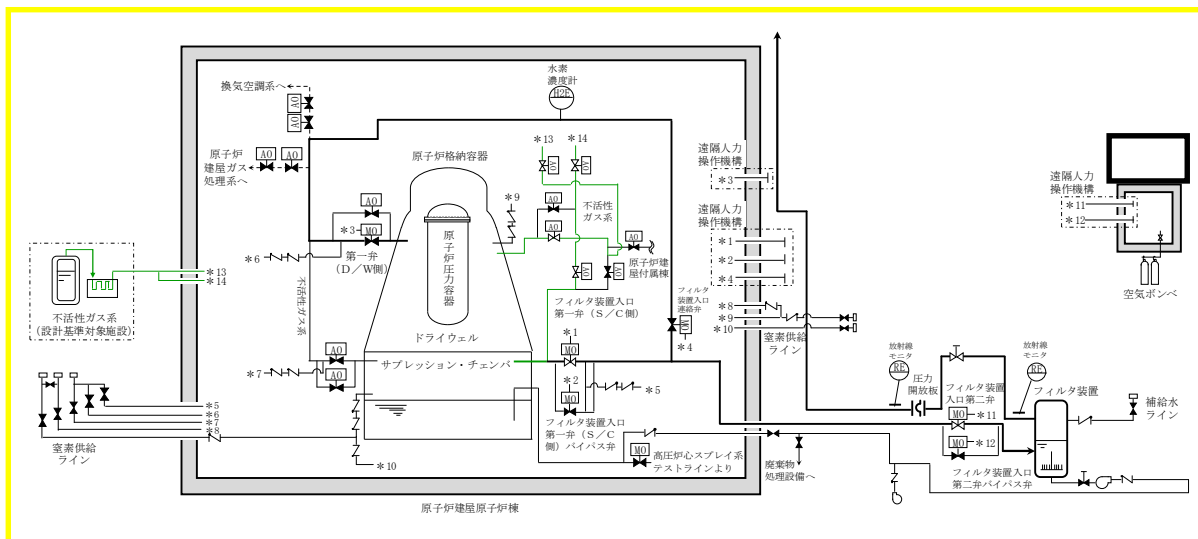 換気空調系へ
AO
AO
原子炉
建屋ガス
処理系へ
AO
AO
水素
濃度計
H2E
原子炉格納容器
*13
*14
*9
AO
*3
MO
第一弁
(D/W側)
*6
不活性ガス系
原子炉圧力容器
AO
不活性
ガス系
AO
AO
原子炉建
屋付属棟
フィルタ装置入口
第一弁(S/C側)
フィルタ
装置入口
連絡弁
*4
遠隔人力
操作機構
*3
遠隔人力
操作機構
*1
*2
*4
*8
*9
*10
窒素供給
ライン
遠隔人力
操作機構
*11
*12
空気ボンベ
不活性ガス系
(設計基準対象施設)
*13
*14
ドライウェル
サプレッション・チェンバ
*1
MO
*2
MO
*5
フィルタ装置入口
第一弁(S/C
側)バイパス弁
*7
AO
AO
*10
*5
*6
*7
*8
窒素供給
ライン
MO
高圧炉心スプレイ系
テストラインより
廃棄物
処理設備へ
放射線
モニタ
RE
圧力
開放板
放射線
モニタ
RE
フィルタ装置
フィルタ装置
入口第二弁
MO
*11
MO
*12
フィルタ装置入口
第二弁バイパス弁
補給水
ライン
原子炉建屋原子炉棟